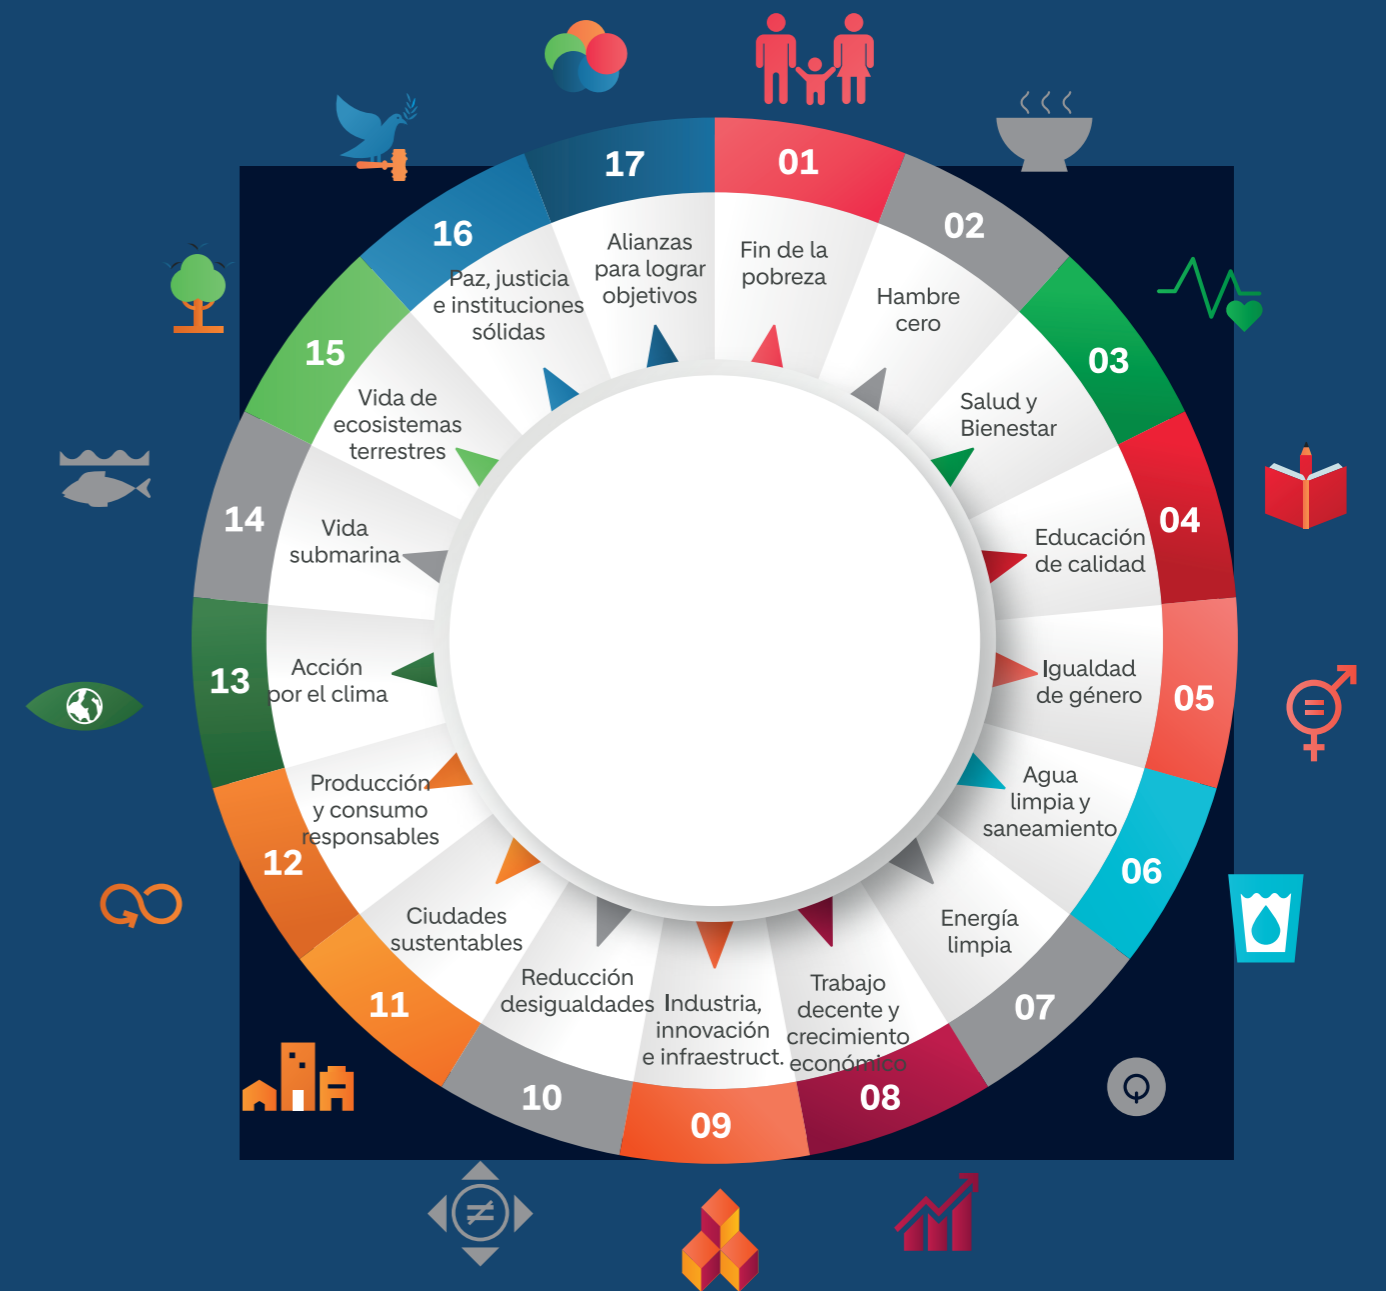 01
Fin de la
pobreza
02
Hambre
cero
03
Salud y
Bienestar
04
Educación
de calidad
05
Igualdad
de género
06
Agua
limpia y
saneamiento
07
Energía
limpia
08
Trabajo
decente y
crecimiento
económico
09
Industria,
innovación
e infraestruct.
10
Reducción
desigualdades
11
Ciudades
sustentables
12
Producción
y consumo
responsables
13
Acción
por el clima
14
Vida
submarina
15
Vida de
ecosistemas
terrestres
16
Paz, justicia
e instituciones
sólidas
17
Alianzas
para lograr
objetivos